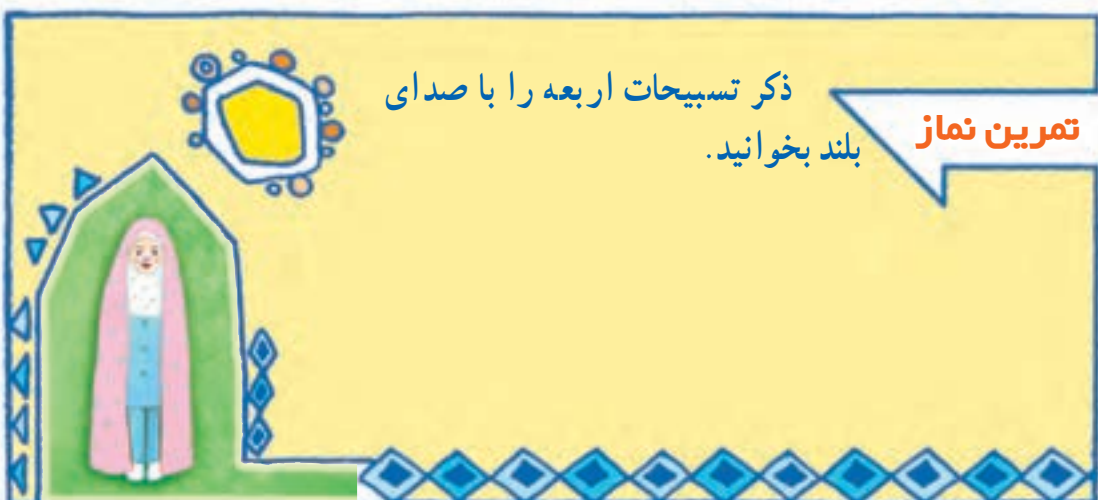 تمرین نماز
ذکر تسبیحات اربعه را با صدای
بلند بخوانید.